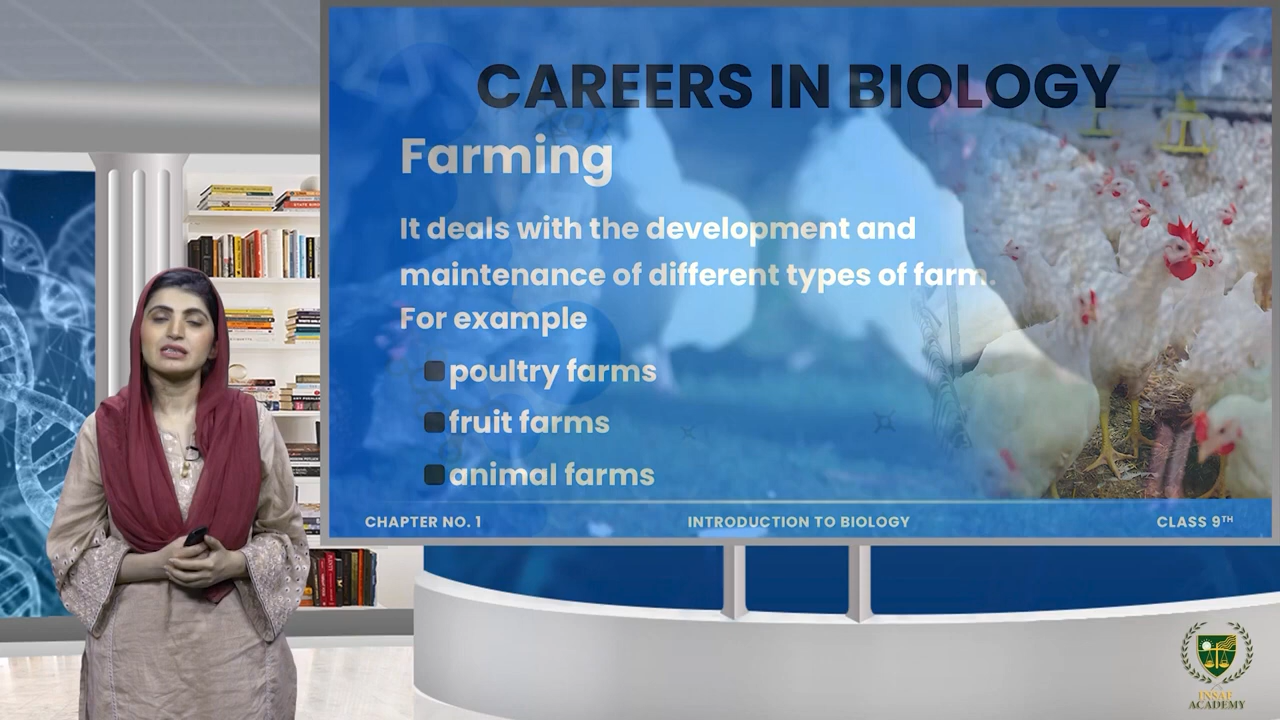 CAREERS IN BIOLOGY
Farming
It deals with the development and
maintenance of different types of farm.
For example
poultry farms
fruit farms
animal farms
CHAPTER NO. 1
INTRODUCTION TO BIOLOGY
CLASS 9TH
INSAF
ACADEMY